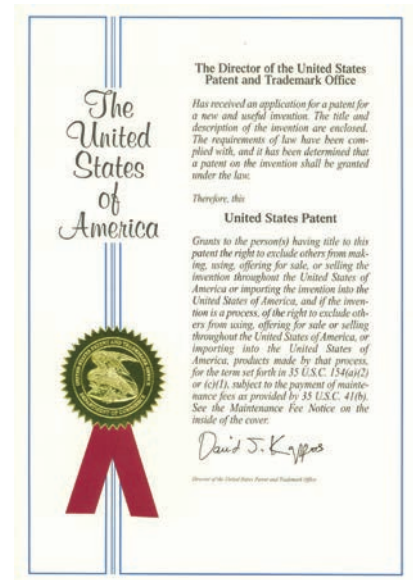 The
United
States
of
America
The Director of the United States
Patent and Trademark Office
Has received an application for a patent for
a new and useful invention. The title and
description of the invention are enclosed.
The requirements of law have been com-
plied with, and it has been determined that
a patent on the invention shall be granted
under the law.
Therefore, this
United States Patent
Grants to the person(s) having title to this
patent the right to exclude others from mak-
ing, using, offering for sale, or selling the
invention throughout the United States of
America or importing the invention into the
United States of America, and if the inven-
tion is a process, of the right to exclude oth-
ers from using, offering for sale or selling
throughout the United States of America, or
importing into the United States of
America, products made by that process,
for the term set forth in 35 U.S.C. 154(a)(2)
or (c)(1), subject to the payment of mainte-
nance fees as provided by 35 U.S.C. 41(b).
See the Maintenance Fee Notice on the
inside of the cover.
David J. Kappos
Director of the United States Patent and Trademark Office